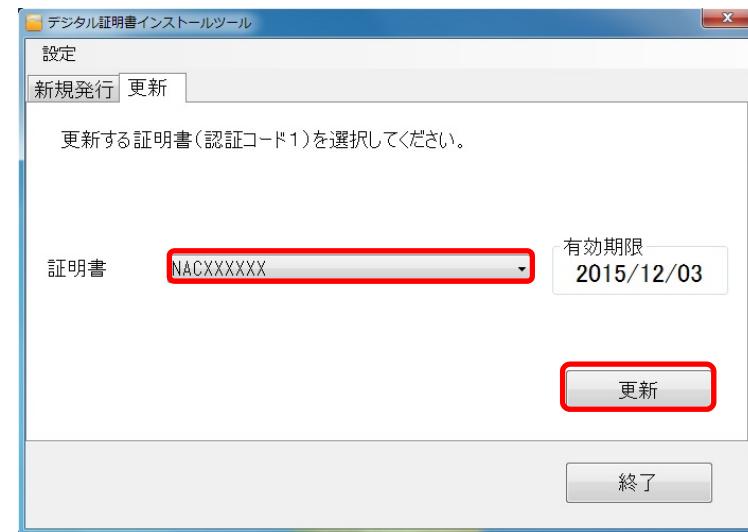 デジタル証明書インストールツール
x
設定
新規発行 更新
更新する証明書(認証コード1)を選択してください。
有効期限
証明書 NACXXXXXX 2015/12/03
更新
終了